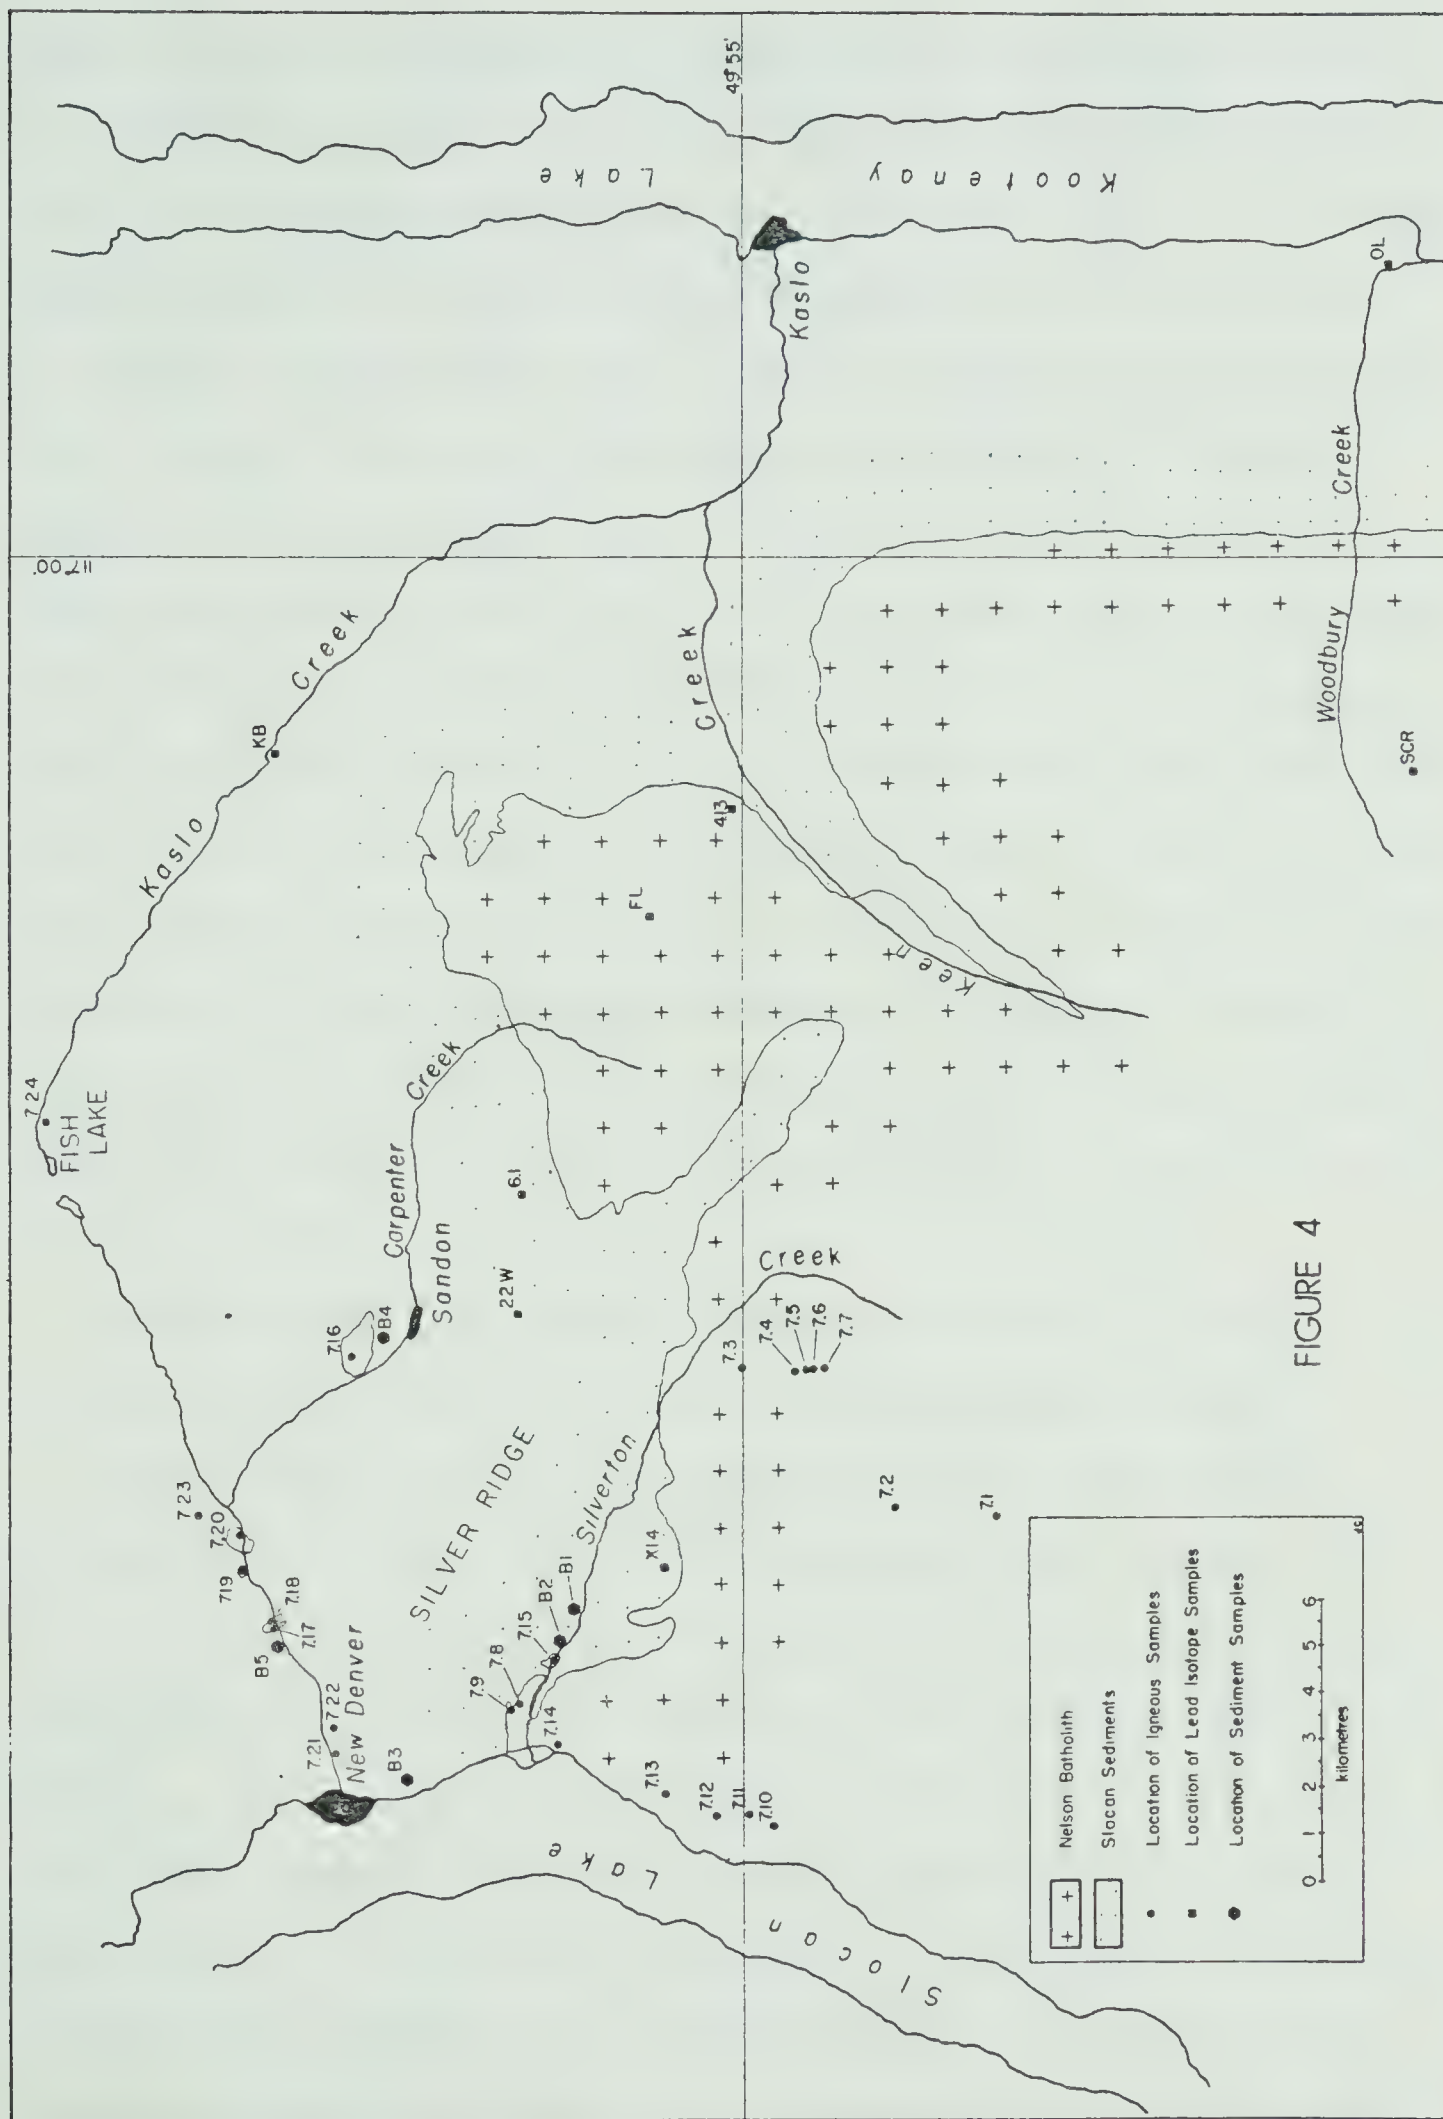 49°55'
117°00'
Kootenay
Lake
Kaslo
OL
Creek
Woodbury
SCR
Kaslo
Creek
KB
Keen
Creek
413
FL
7.24
FISH
LAKE
Carpenter
Creek
Sandon
6.1
22W
7.16
B4
7.23
7.20
7.19
7.18
7.17
B5
7.22
7.21
New Denver
B3
SILVER RIDGE
Silverton
Creek
B1
B2
7.15
7.8
7.9
7.14
X14
7.3
7.4
7.5
7.6
7.7
7.2
7.1
7.13
7.12
7.11
7.10
Slocan
Lake
Nelson Batholith
Slocan Sediments
Location of Igneous Samples
Location of Lead Isotope Samples
Location of Sediment Samples
0 1 2 3 4 5 6
kilometres
FIGURE 4